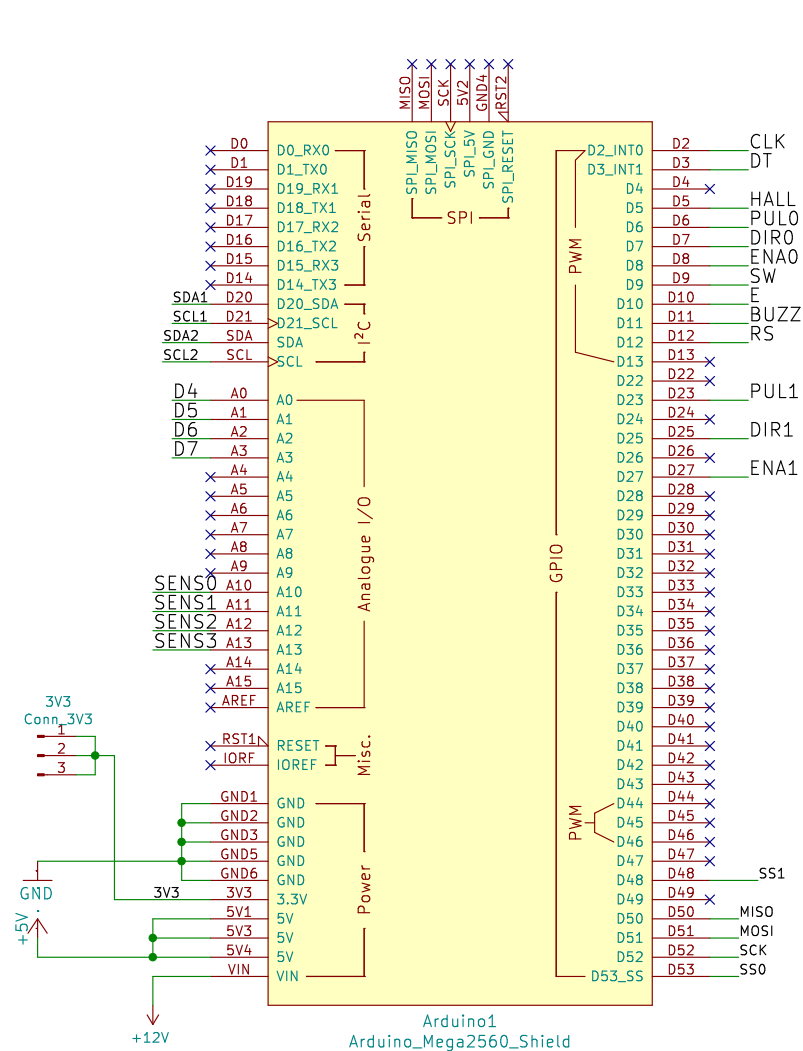 MISO MOSI SCK 5V2 GND4 RST2
SPI_MISO SPI_MOSI SPI_SCK SPI_5V SPI_GND SPI_RESET
SPI
D0 D0_RX0
D1 D1_TX0
D19 D19_RX1
D18 D18_TX1
D17 D17_RX2
D16 D16_TX2
D15 D15_RX3
D14 D14_TX3
Serial
SDA1 D20 D20_SDA
SCL1 D21 D21_SCL
SDA2 SDA SDA
SCL2 SCL SCL
I²C
D4 A0 A0
D5 A1 A1
D6 A2 A2
D7 A3 A3
A4 A4
A5 A5
A6 A6
A7 A7
A8 A8
A9 A9
SENS0 A10 A10
SENS1 A11 A11
SENS2 A12 A12
SENS3 A13 A13
A14 A14
A15 A15
AREF AREF
Analogue I/O
RST1 RESET
IORF IOREF
Misc.
3V3
Conn_3V3
1
2
3
GND1 GND
GND2 GND
GND3 GND
GND5 GND
GND6 GND
3V3 3V3 3.3V
5V1 5V
5V3 5V
5V4 5V
VIN VIN
Power
GND
+5V
+12V
D2_INT0 D2 CLK
D3_INT1 D3 DT
D4 D4
D5 D5 HALL
D6 D6 PUL0
D7 D7 DIR0
D8 D8 ENA0
D9 D9 SW
D10 D10 E
D11 D11 BUZZ
D12 D12 RS
D13 D13
PWM
D22 D22
D23 D23 PUL1
D24 D24
D25 D25 DIR1
D26 D26
D27 D27 ENA1
D28 D28
D29 D29
D30 D30
D31 D31
D32 D32
D33 D33
D34 D34
D35 D35
D36 D36
D37 D37
D38 D38
D39 D39
D40 D40
D41 D41
D42 D42
D43 D43
D44 D44
D45 D45
D46 D46
PWM
D47 D47
D48 D48 SS1
D49 D49
D50 D50 MISO
D51 D51 MOSI
D52 D52 SCK
D53_SS D53 SS0
GPIO
Arduino1
Arduino_Mega2560_Shield